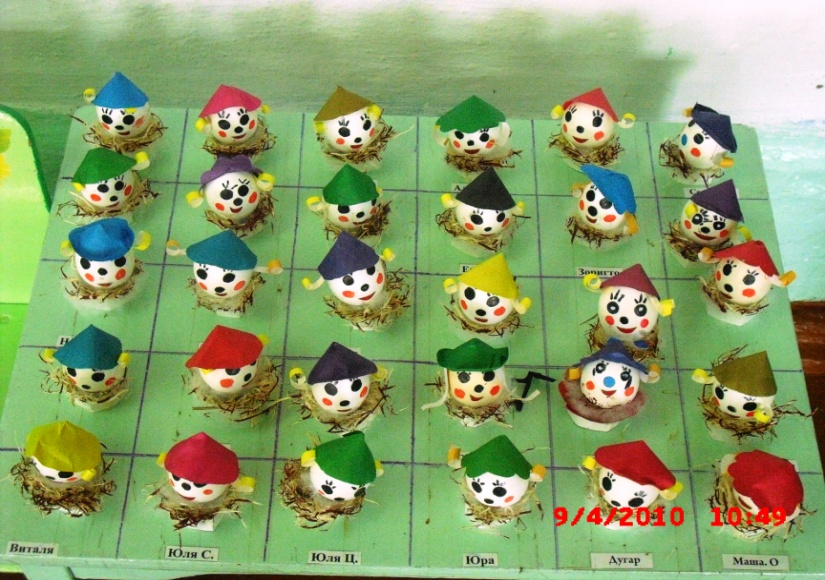 Зоригто
9/4/2010 10:49
Виталя
Юля С.
Юля Ц.
Юра
Дугар
Маша. О